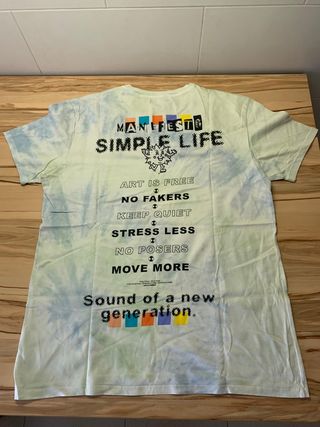 MANIFESTO
SIMPLE LIFE
ART IS FREE
NO FAKERS
KEEP QUIET
STRESS LESS
NO POSERS
MOVE MORE
Sound of a new
generation.